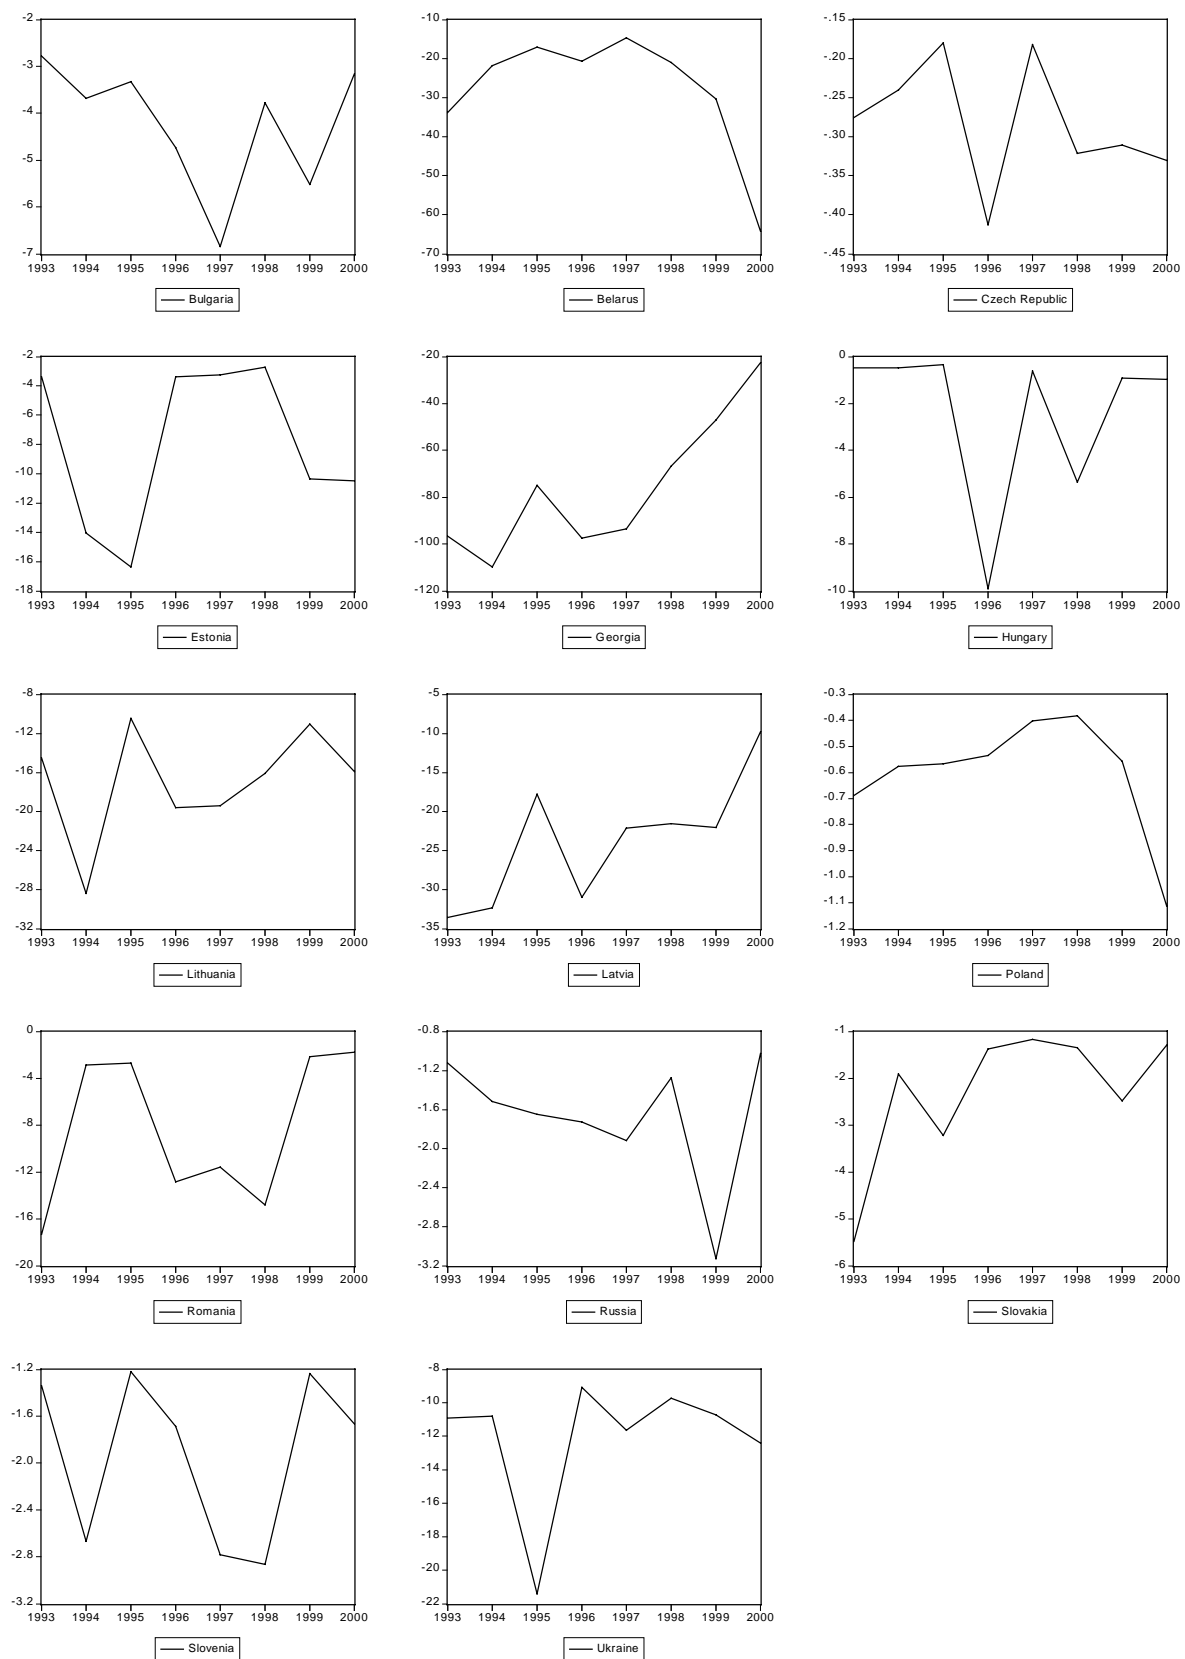 -2 -10 -.15
-3 -20 -.20
-4 -30 -.25
-40 -.30
-5 -50 -.35
-6 -60 -.40
-7 -70 -.45
1993 1994 1995 1996 1997 1998 1999 2000 1993 1994 1995 1996 1997 1998 1999 2000 1993 1994 1995 1996 1997 1998 1999 2000
Bulgaria Belarus Czech Republic
-2 -20 0
-4 -40 -2
-6 -60 -4
-8 -80 -6
-10 -100 -8
-12 -120 -10
-14
-16
-18
1993 1994 1995 1996 1997 1998 1999 2000 1993 1994 1995 1996 1997 1998 1999 2000 1993 1994 1995 1996 1997 1998 1999 2000
Estonia Georgia Hungary
-8 -5 -0.3
-12 -10 -0.4
-16 -15 -0.5
-20 -20 -0.6
-24 -25 -0.7
-28 -30 -0.8
-32 -35 -0.9
-1.0
-1.1
-1.2
1993 1994 1995 1996 1997 1998 1999 2000 1993 1994 1995 1996 1997 1998 1999 2000 1993 1994 1995 1996 1997 1998 1999 2000
Lithuania Latvia Poland
0 -0.8 -1
-4 -1.2 -2
-8 -1.6 -3
-12 -2.0 -4
-16 -2.4 -5
-20 -2.8 -6
-3.2
1993 1994 1995 1996 1997 1998 1999 2000 1993 1994 1995 1996 1997 1998 1999 2000 1993 1994 1995 1996 1997 1998 1999 2000
Romania Russia Slovakia
-1.2 -8
-1.6 -10
-2.0 -12
-2.4 -14
-2.8 -16
-3.2 -18
-20
-22
1993 1994 1995 1996 1997 1998 1999 2000 1993 1994 1995 1996 1997 1998 1999 2000
Slovenia Ukraine